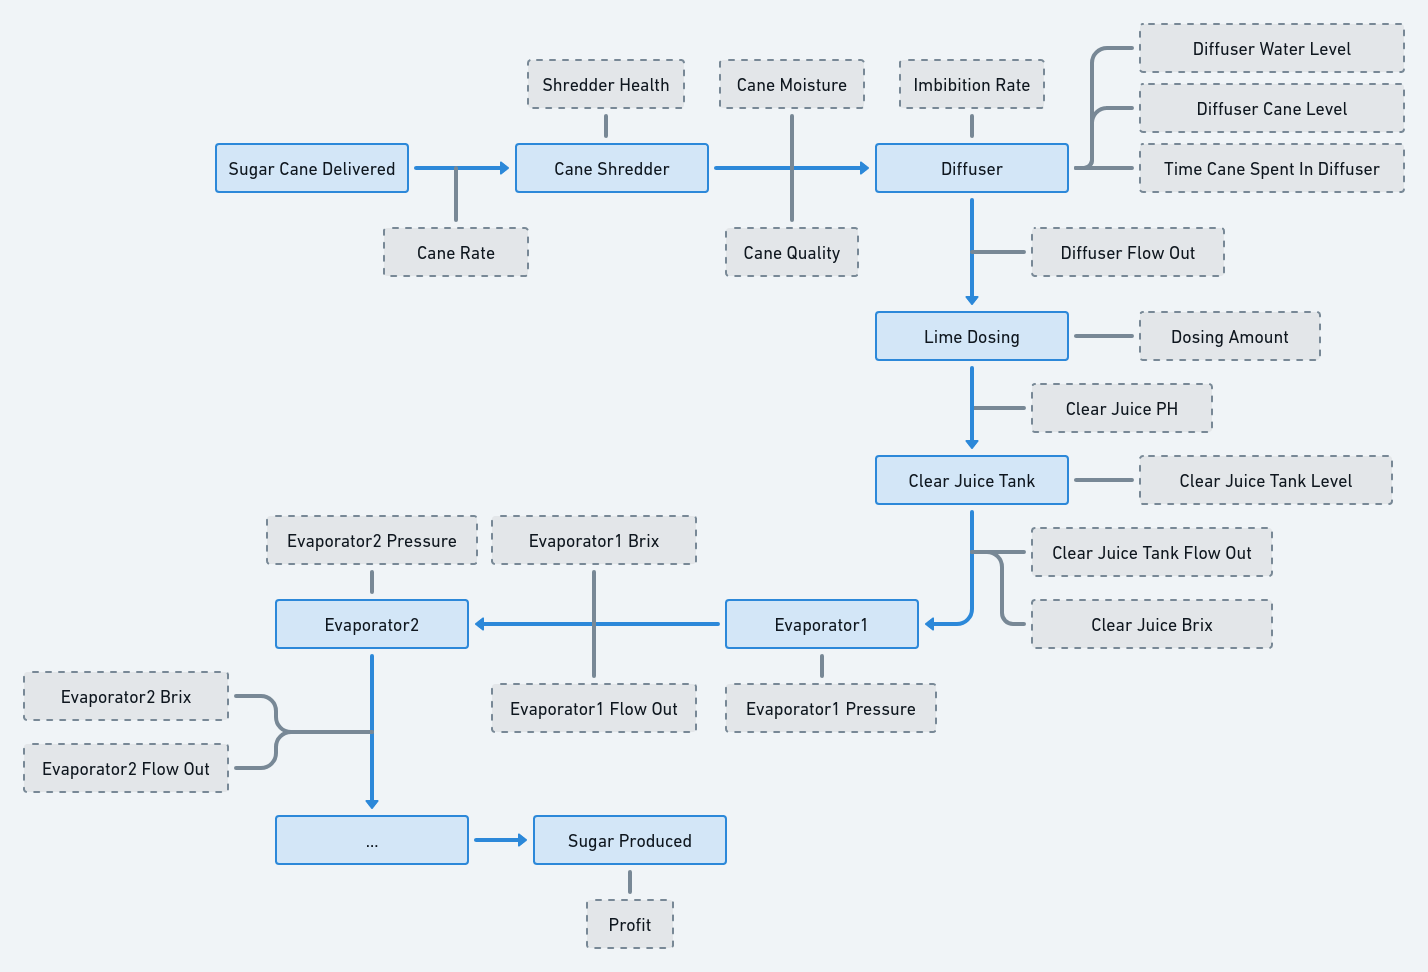 Diffuser Water Level
Shredder Health
Cane Moisture
Imbibition Rate
Diffuser Cane Level
Sugar Cane Delivered
Cane Shredder
Diffuser
Time Cane Spent In Diffuser
Cane Rate
Cane Quality
Diffuser Flow Out
Lime Dosing
Dosing Amount
Clear Juice PH
Clear Juice Tank
Clear Juice Tank Level
Evaporator2 Pressure
Evaporator1 Brix
Clear Juice Tank Flow Out
Evaporator2
Evaporator1
Clear Juice Brix
Evaporator2 Brix
Evaporator1 Flow Out
Evaporator1 Pressure
Evaporator2 Flow Out
...
Sugar Produced
Profit